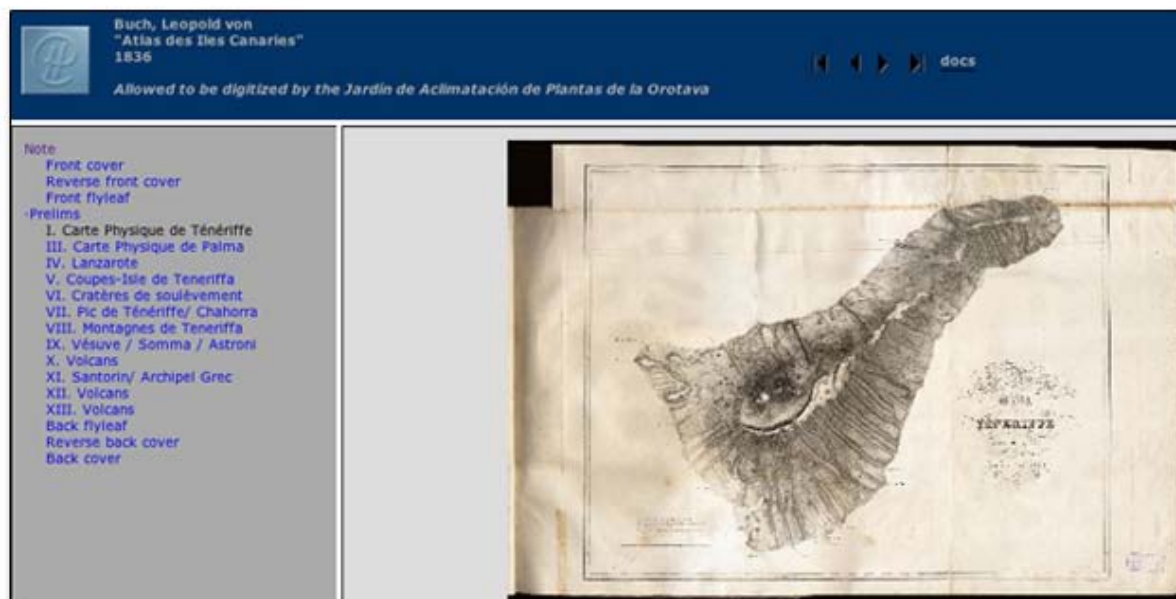 Buch, Leopold von
"Atlas des Iles Canaries"
1836
Allowed to be digitized by the Jardín de Aclimatación de Plantas de la Orotava
docs
Note
Front cover
Reverse front cover
Front flyleaf
·Prelims
I. Carte Physique de Ténériffe
III. Carte Physique de Palma
IV. Lanzarote
V. Coupes-Isle de Teneriffa
VI. Cratères de soulèvement
VII. Pic de Ténériffe/ Chahorra
VIII. Montagnes de Teneriffa
IX. Vésuve / Somma / Astroni
X. Volcans
XI. Santorin/ Archipel Grec
XII. Volcans
XIII. Volcans
Back flyleaf
Reverse back cover
Back cover